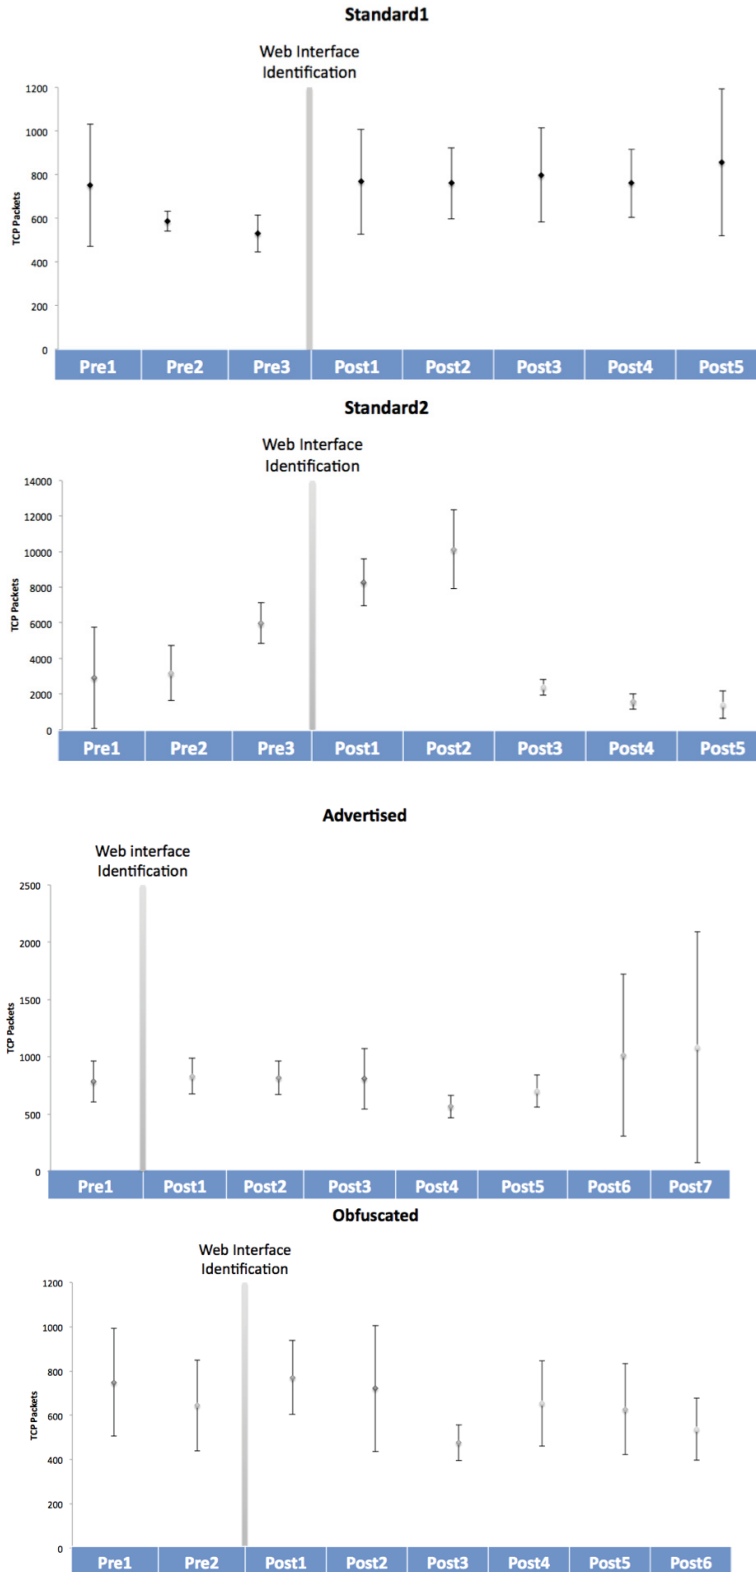 Standard1
Web Interface
Identification
TCP Packets
1200
1000
800
600
400
200
0
Pre1 Pre2 Pre3 Post1 Post2 Post3 Post4 Post5
Standard2
Web Interface
Identification
TCP Packets
14000
12000
10000
8000
6000
4000
2000
0
Pre1 Pre2 Pre3 Post1 Post2 Post3 Post4 Post5
Advertised
Web interface
Identification
TCP Packets
2500
2000
1500
1000
500
0
Pre1 Post1 Post2 Post3 Post4 Post5 Post6 Post7
Obfuscated
Web Interface
Identification
TCP Packets
1200
1000
800
600
400
200
0
Pre1 Pre2 Post1 Post2 Post3 Post4 Post5 Post6